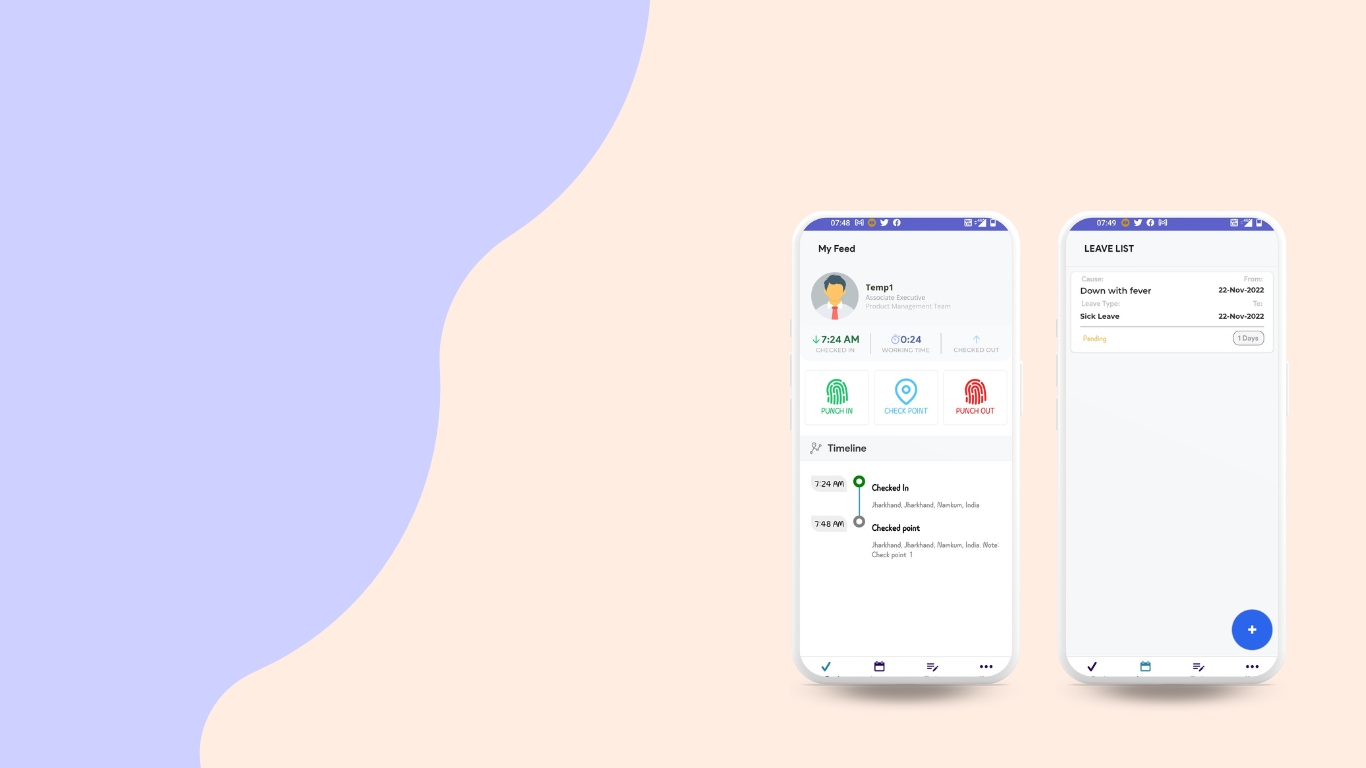 07:48
My Feed
Temp1
Associate Executive
Product Management Team
7:24 AM
CHECKED IN
0:24
WORKING TIME
CHECKED OUT
PUNCH IN
CHECK POINT
PUNCH OUT
Timeline
7:24 AM
Checked In
Jharkhand, Jharkhand, Namkum, India
7:48 AM
Checked point
Jharkhand, Jharkhand, Namkum, India. Note:
Check point 1
07:49
LEAVE LIST
Cause: From:
Down with fever 22-Nov-2022
Leave Type: To:
Sick Leave 22-Nov-2022
Pending 1 Days